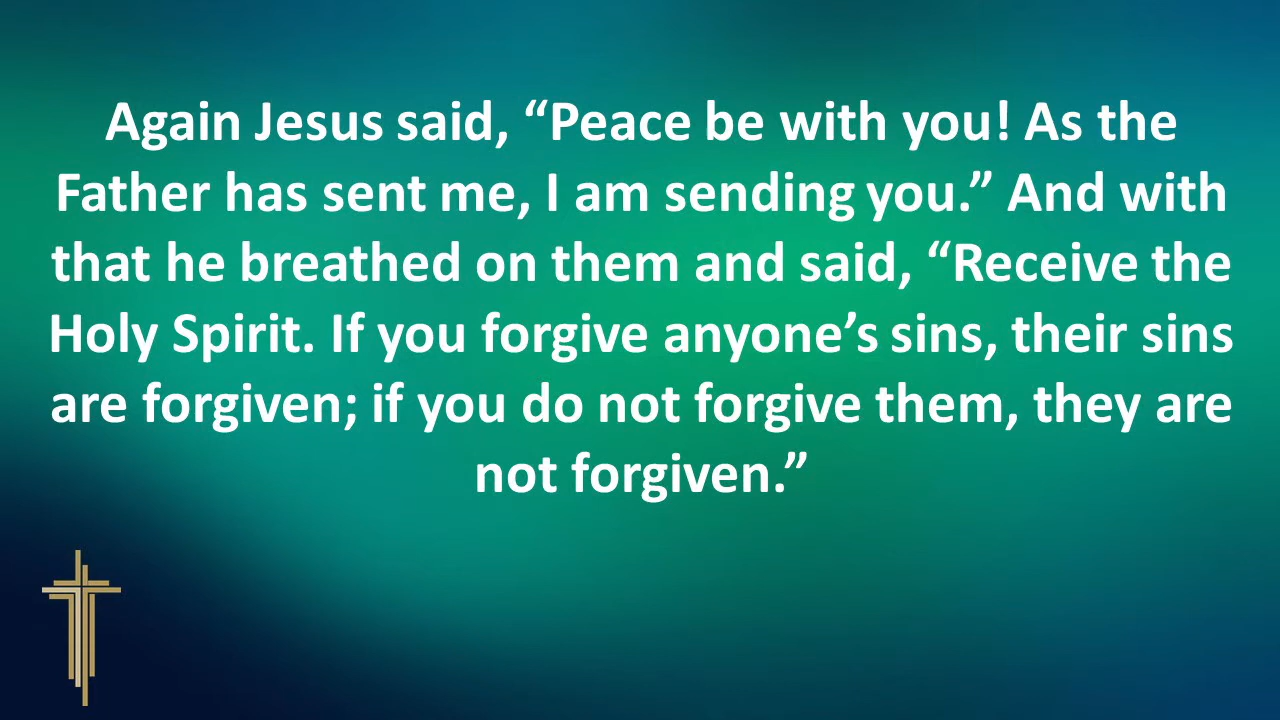 Again Jesus said, “Peace be with you! As the
Father has sent me, I am sending you.” And with
that he breathed on them and said, “Receive the
Holy Spirit. If you forgive anyone’s sins, their sins
are forgiven; if you do not forgive them, they are
not forgiven.”